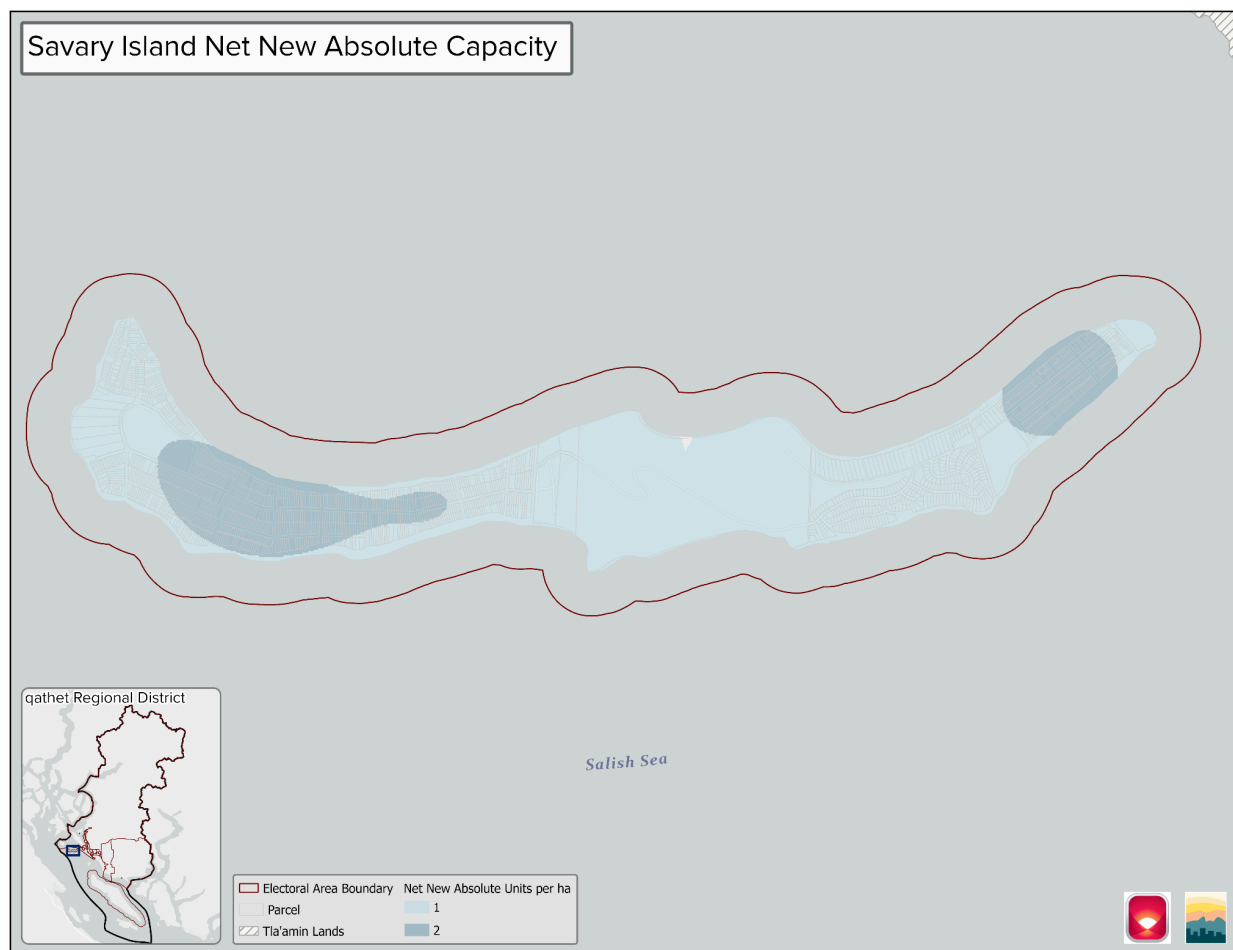 Savary Island Net New Absolute Capacity
Salish Sea
qathet Regional District
Electoral Area Boundary
Parcel
Tla'amin Lands
Net New Absolute Units per ha
1
2